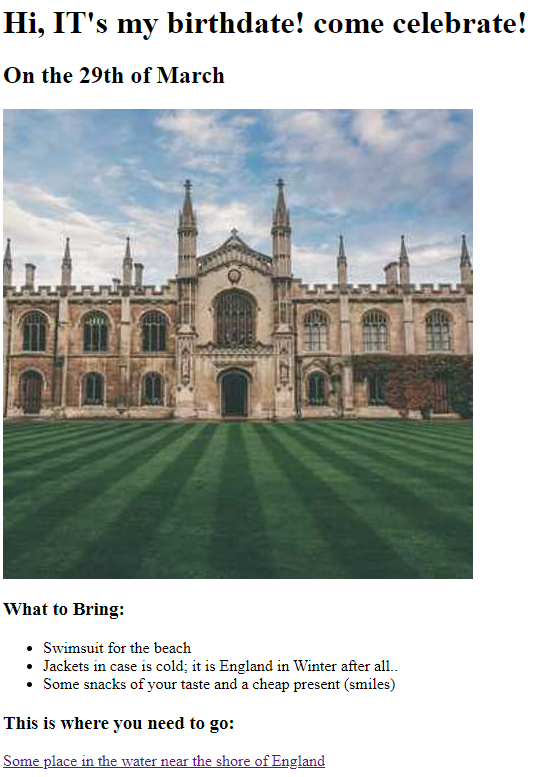 Hi, IT's my birthdate! come celebrate!
On the 29th of March
What to Bring:
Swimsuit for the beach
Jackets in case is cold; it is England in Winter after all..
Some snacks of your taste and a cheap present (smiles)
This is where you need to go:
Some place in the water near the shore of England